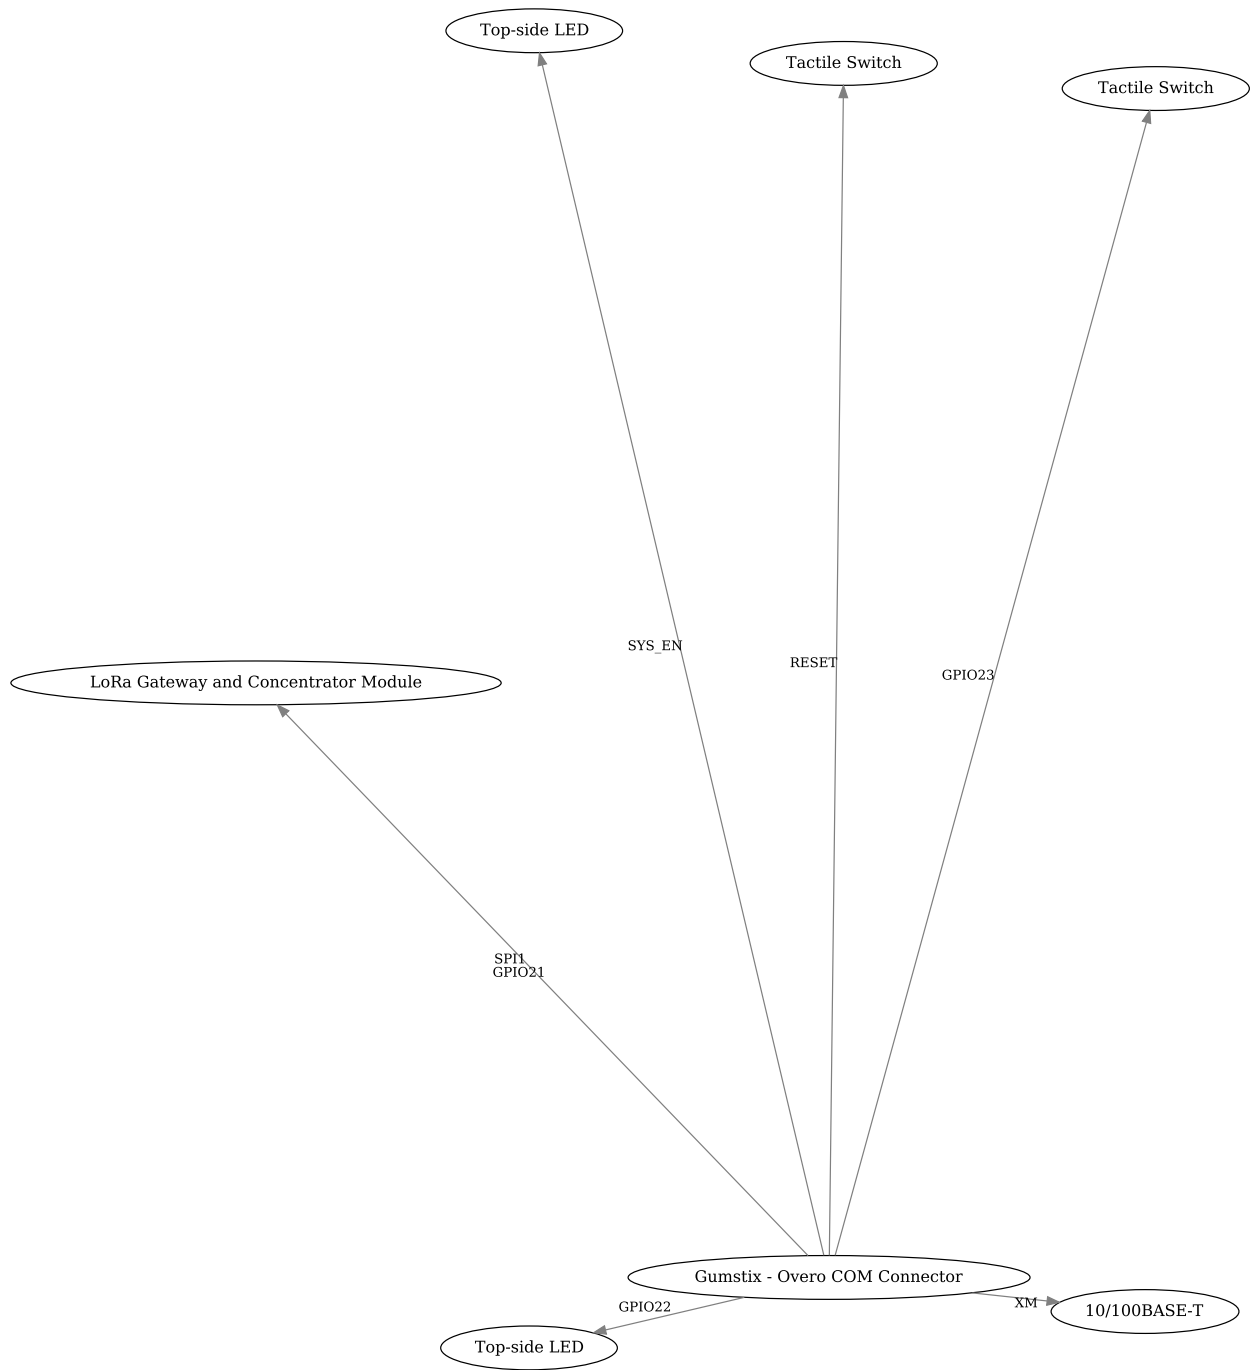 Top-side LED
Tactile Switch
Tactile Switch
SYS_EN
RESET
GPIO23
LoRa Gateway and Concentrator Module
SPI1
GPIO21
Gumstix - Overo COM Connector
GPIO22
XM
10/100BASE-T
Top-side LED